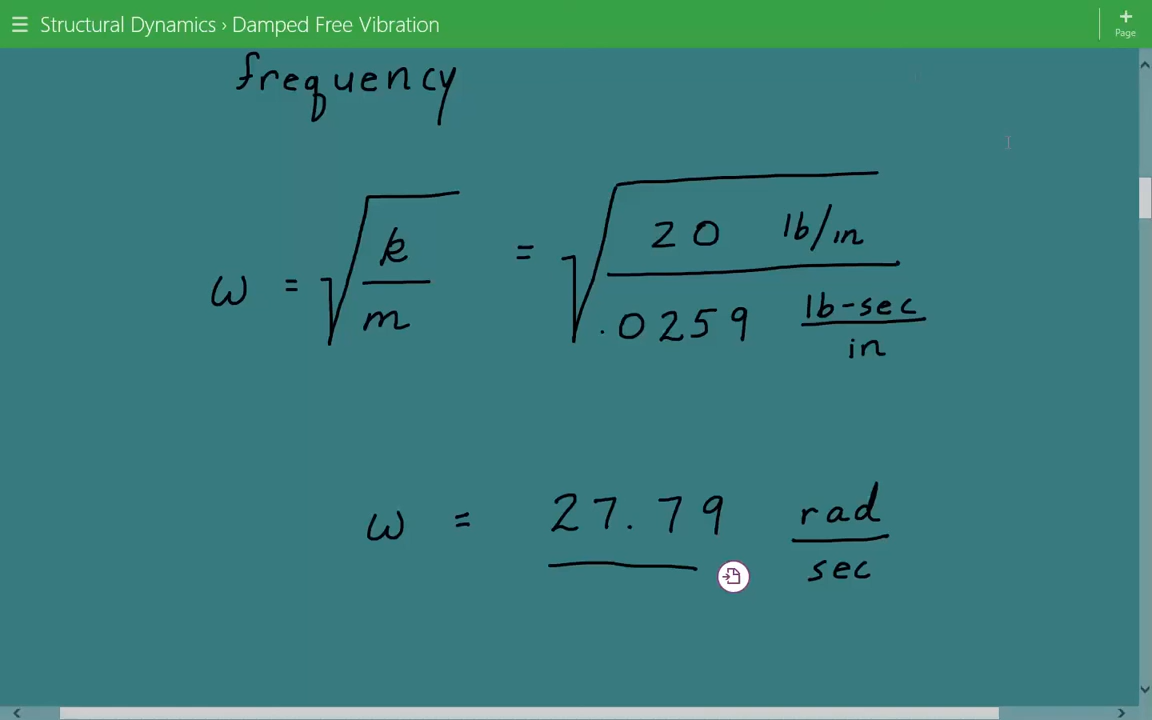 Structural Dynamics › Damped Free Vibration
Page
frequency
ω = √(k/m) = √(20 lb/in / .0259 lb-sec/in)
ω = 27.79 rad/sec